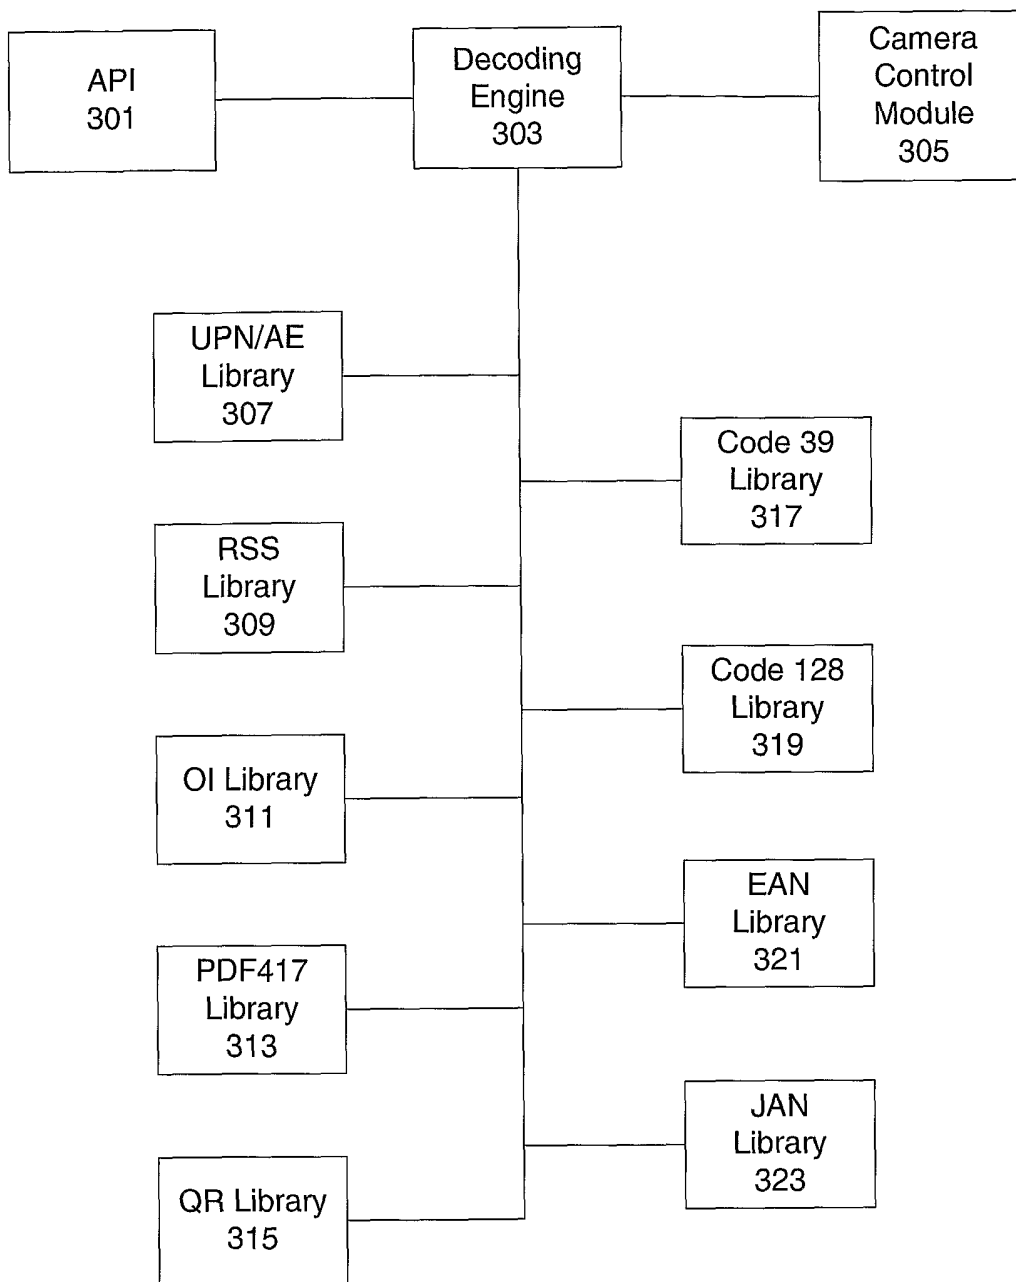 API
301
Decoding
Engine
303
Camera
Control
Module
305
UPN/AE
Library
307
Code 39
Library
317
RSS
Library
309
Code 128
Library
319
OI Library
311
EAN
Library
321
PDF417
Library
313
JAN
Library
323
QR Library
315